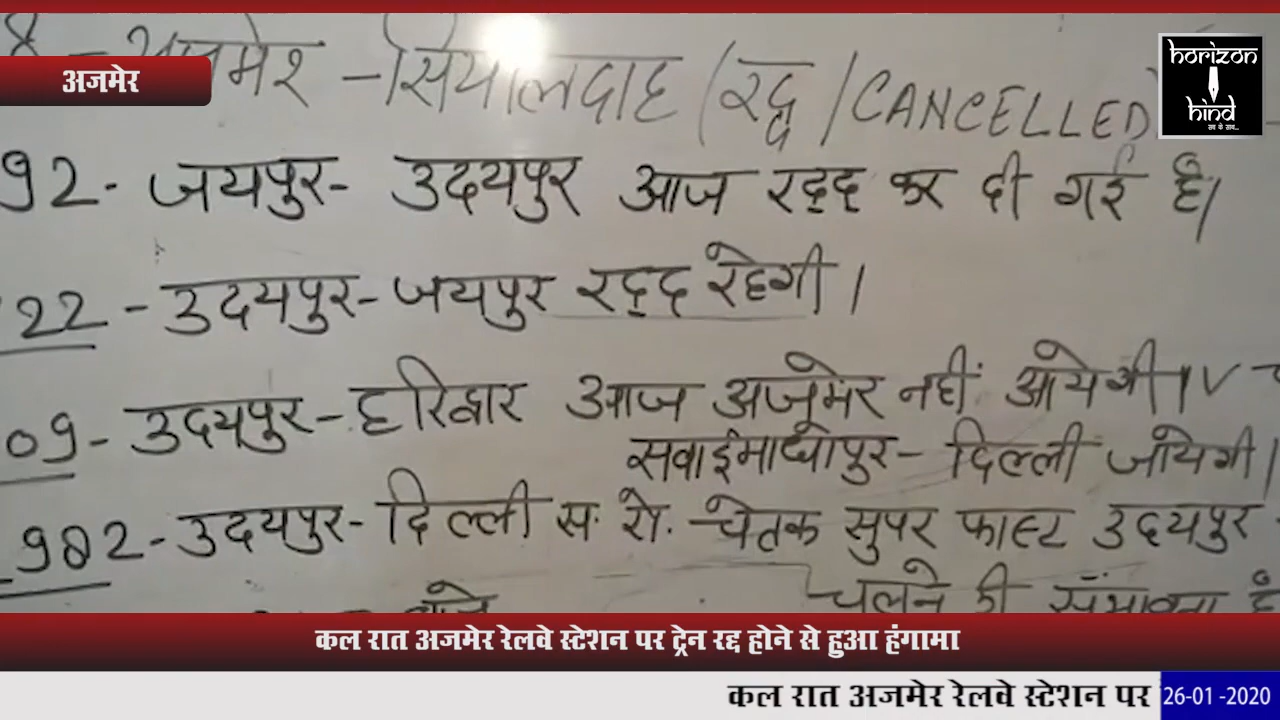 अजमेर
horizon
hind
सब के साथ...
अजमेर - सियालदाह / रद्द / CANCELLED
92 - जयपुर - उदयपुर आज रद्द कर दी गई है।
22 - उदयपुर - जयपुर रद्द रहेगी।
09 - उदयपुर - हरिद्वार आज अजमेर नहीं आयेगी।
सवाईमाधोपुर - दिल्ली जायेगी।
982 - उदयपुर - दिल्ली स. रो. चेतक सुपर फास्ट उदयपुर
चलने की संभावना है
कल रात अजमेर रेलवे स्टेशन पर ट्रेन रद्द होने से हुआ हंगामा
कल रात अजमेर रेलवे स्टेशन पर 26-01 -2020